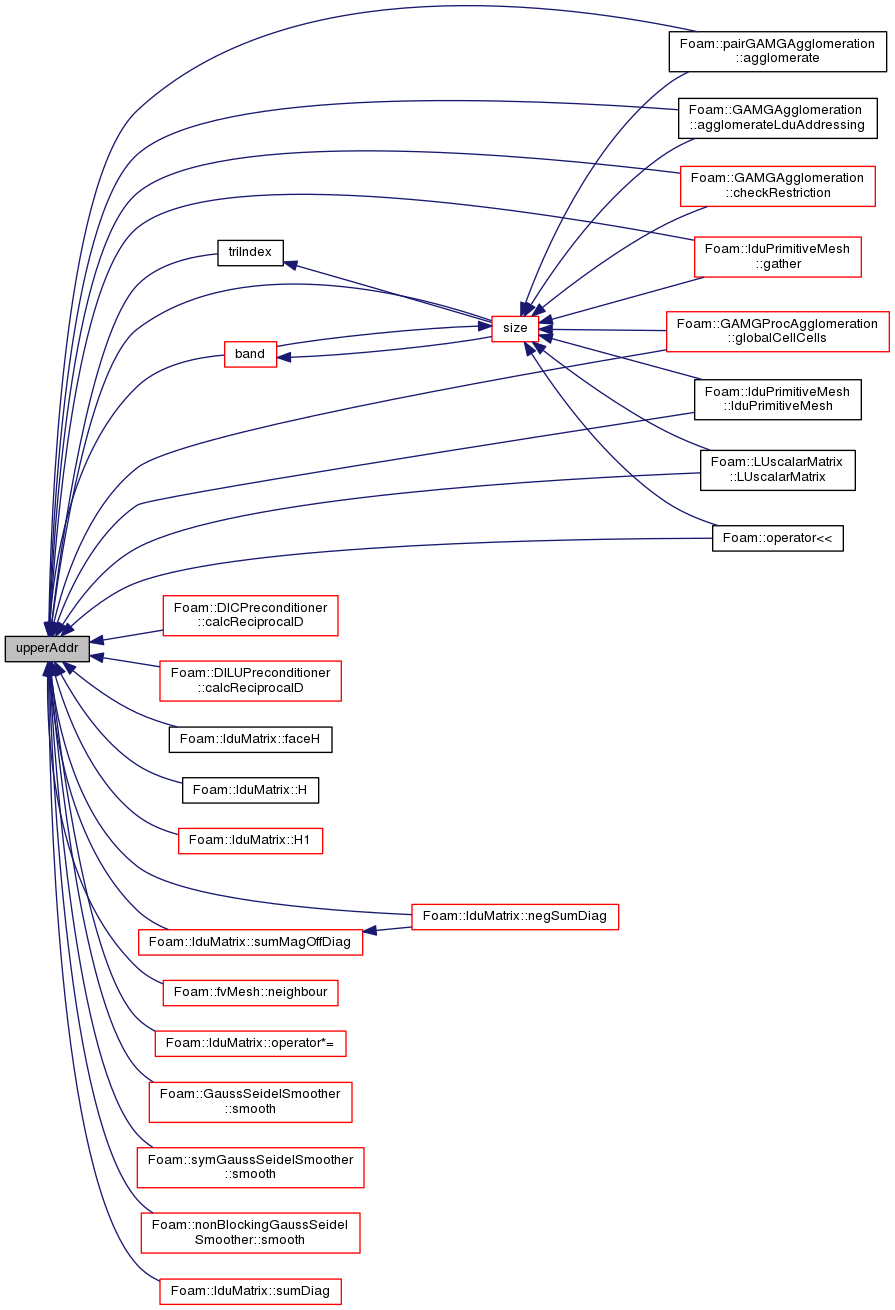 Foam::pairGAMGAgglomeration
::agglomerate
Foam::GAMGAgglomeration
::agglomerateLduAddressing
Foam::GAMGAgglomeration
::checkRestriction
Foam::lduPrimitiveMesh
::gather
triIndex
size
Foam::GAMGProcAgglomeration
::globalCellCells
band
Foam::lduPrimitiveMesh
::lduPrimitiveMesh
Foam::LUscalarMatrix
::LUscalarMatrix
Foam::operator<<
Foam::DICPreconditioner
::calcReciprocalD
upperAddr
Foam::DILUPreconditioner
::calcReciprocalD
Foam::lduMatrix::faceH
Foam::lduMatrix::H
Foam::lduMatrix::H1
Foam::lduMatrix::negSumDiag
Foam::lduMatrix::sumMagOffDiag
Foam::fvMesh::neighbour
Foam::lduMatrix::operator*=
Foam::GaussSeidelSmoother
::smooth
Foam::symGaussSeidelSmoother
::smooth
Foam::nonBlockingGaussSeidel
Smoother::smooth
Foam::lduMatrix::sumDiag